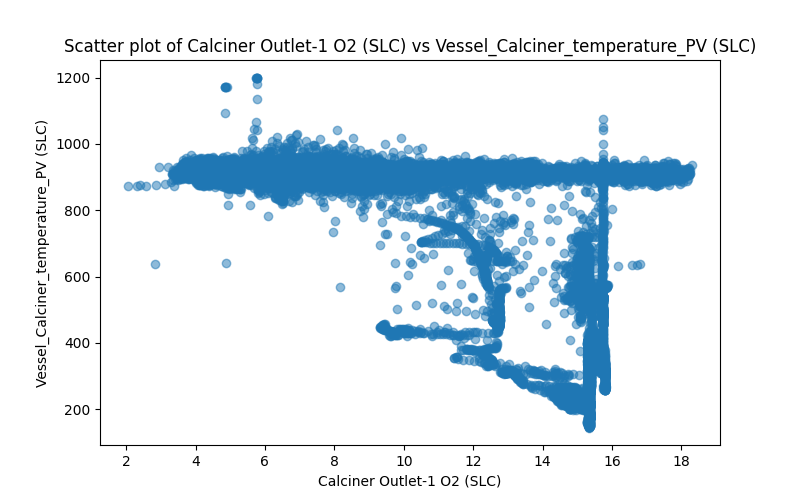 Scatter plot of Calciner Outlet-1 O2 (SLC) vs Vessel_Calciner_temperature_PV (SLC)
1200
1000
800
600
400
200
Vessel_Calciner_temperature_PV (SLC)
2 4 6 8 10 12 14 16 18
Calciner Outlet-1 O2 (SLC)